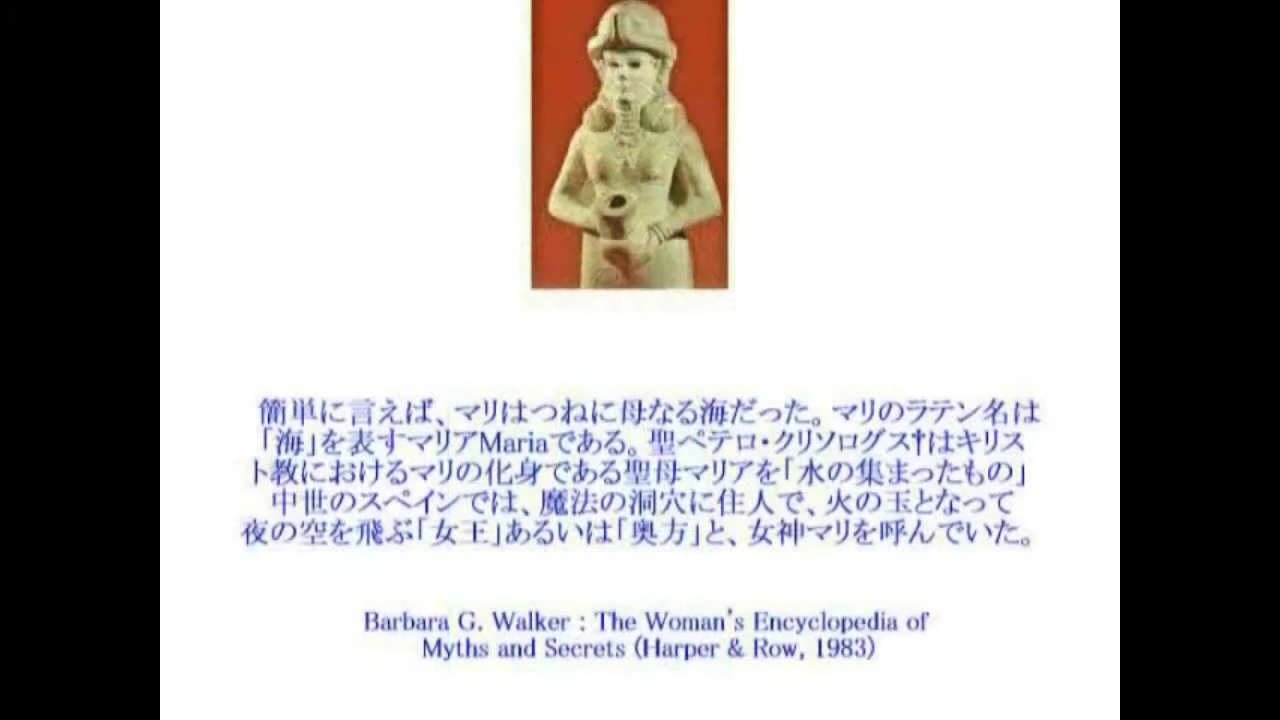 簡単に言えば、マリはつねに母なる海だった。マリのラテン名は
「海」を表すマリアMariaである。聖ペテロ・クリソログス†はキリス
ト教におけるマリの化身である聖母マリアを「水の集まったもの」
中世のスペインでは、魔法の洞穴に住人で、火の玉となって
夜の空を飛ぶ「女王」あるいは「奥方」と、女神マリを呼んでいた。
Barbara G. Walker : The Woman's Encyclopedia of
Myths and Secrets (Harper & Row, 1983)